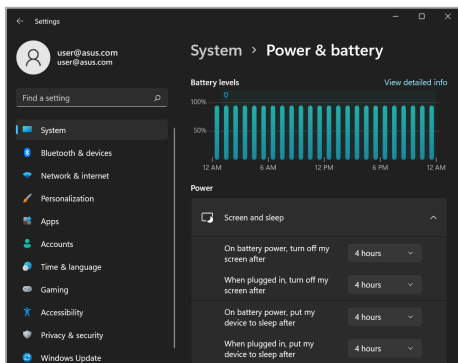 Settings
user@asus.com
user@asus.com
Find a setting
System
Bluetooth & devices
Network & internet
Personalization
Apps
Accounts
Time & language
Gaming
Accessibility
Privacy & security
Windows Update
System > Power & battery
Battery levels
View detailed info
100%
50%
12 AM 6 AM 12 PM 6 PM 12 AM
Power
Screen and sleep
On battery power, turn off my
screen after
4 hours
When plugged in, turn off my
screen after
4 hours
On battery power, put my
device to sleep after
4 hours
When plugged in, put my
device to sleep after
4 hours